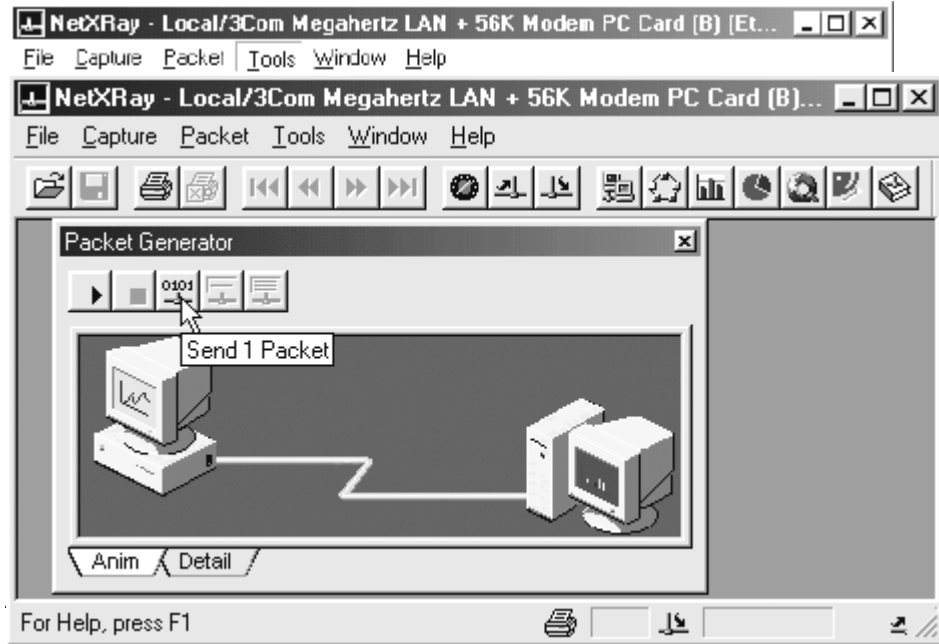 NetXRay - Local/3Com Megahertz LAN + 56K Modem PC Card (B) (Et...
File Capture Packet Tools Window Help
NetXRay - Local/3Com Megahertz LAN + 56K Modem PC Card (B)...
File Capture Packet Tools Window Help
Packet Generator
0101
Send 1 Packet
Anim Detail
For Help, press F1